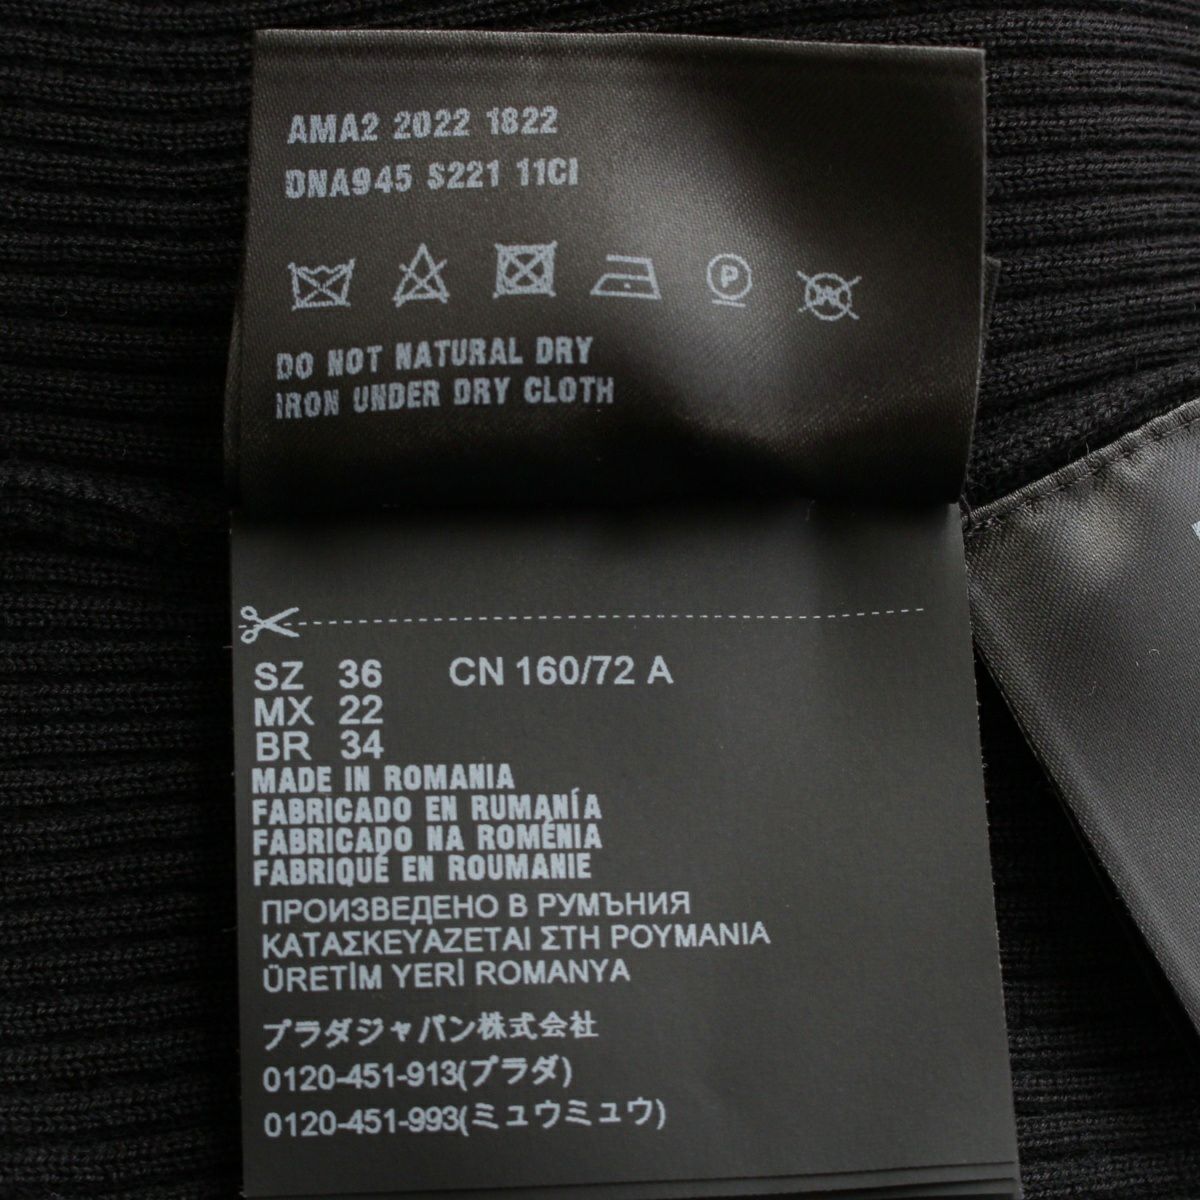 AMA2 2022 1822
DNA945 S221 11CI
P
W
DO NOT NATURAL DRY
IRON UNDER DRY CLOTH
SZ 36 CN 160/72 A
MX 22
BR 34
MADE IN ROMANIA
FABRICADO EN RUMANÍA
FABRICADO NA ROMÉNIA
FABRIQUÉ EN ROUMANIE
ПРОИЗВЕДЕНО В РУМЪНИЯ
ΚΑΤΑΣΚΕΥΑΖΕΤΑΙ ΣΤΗ ΡΟΥΜΑΝΙΑ
ÜRETİM YERİ ROMANYA
プラダジャパン株式会社
0120-451-913(プラダ)
0120-451-993(ミュウミュウ)